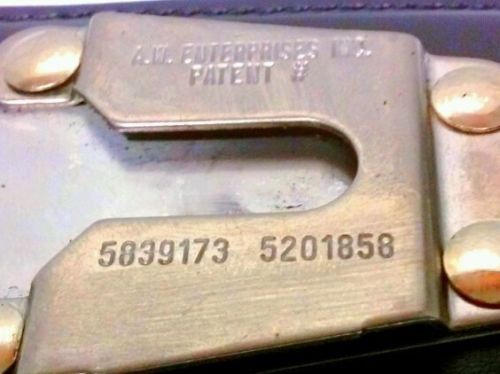 A.W. ENTERPRISES INC.
PATENT #
5839173 5201858